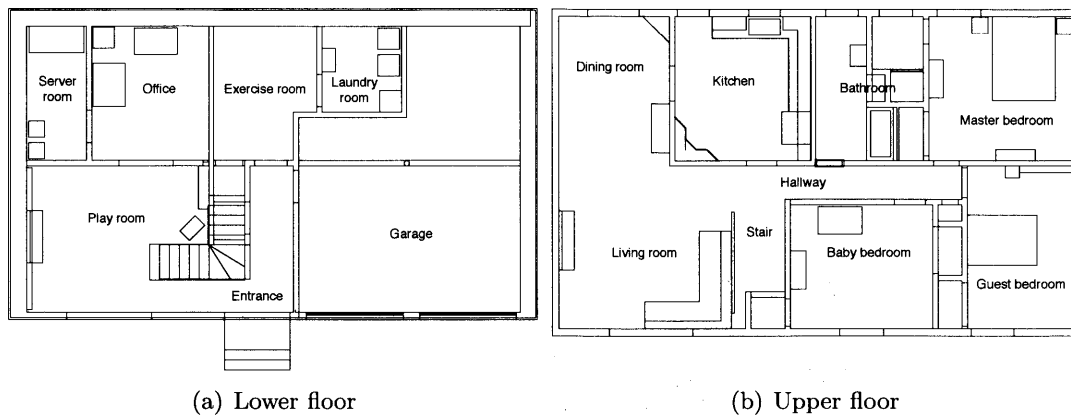 Server
room
Office
Exercise room
Laundry
room
Play room
Garage
Entrance
(a) Lower floor
Dining room
Kitchen
Bathroom
Master bedroom
Hallway
Living room
Stair
Baby bedroom
Guest bedroom
(b) Upper floor